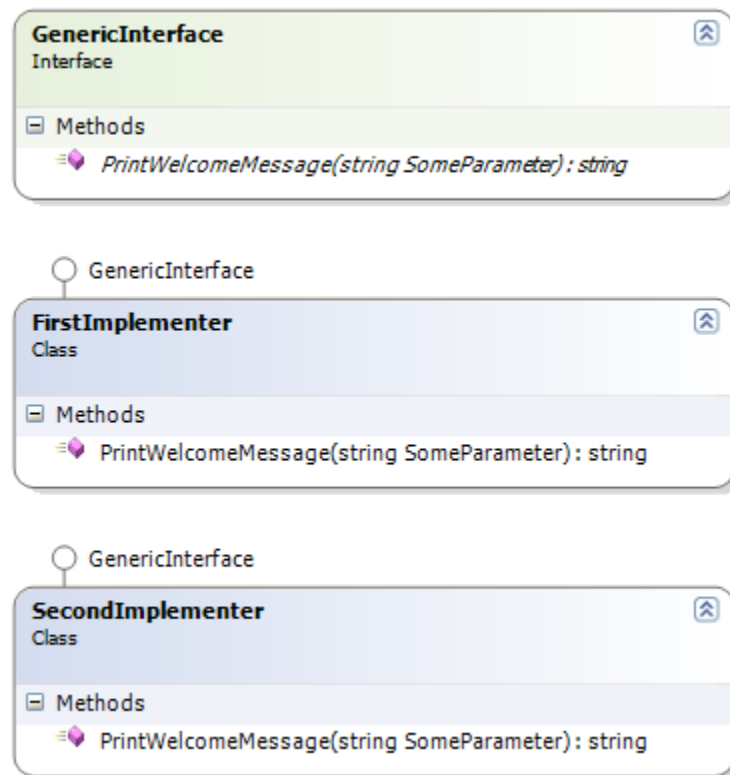 GenericInterface
Interface
Methods
PrintWelcomeMessage(string SomeParameter) : string
GenericInterface
FirstImplementer
Class
Methods
PrintWelcomeMessage(string SomeParameter) : string
GenericInterface
SecondImplementer
Class
Methods
PrintWelcomeMessage(string SomeParameter) : string